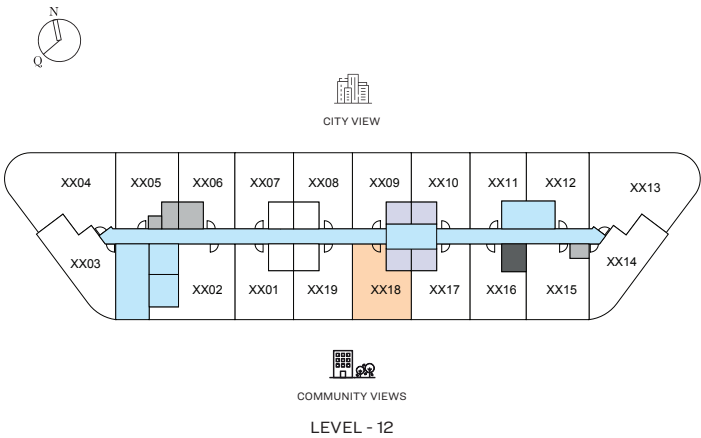 N
Q
CITY VIEW
XX04 XX05 XX06 XX07 XX08 XX09 XX10 XX11 XX12 XX13
XX03 XX02 XX01 XX19 XX18 XX17 XX16 XX15 XX14
COMMUNITY VIEWS
LEVEL - 12